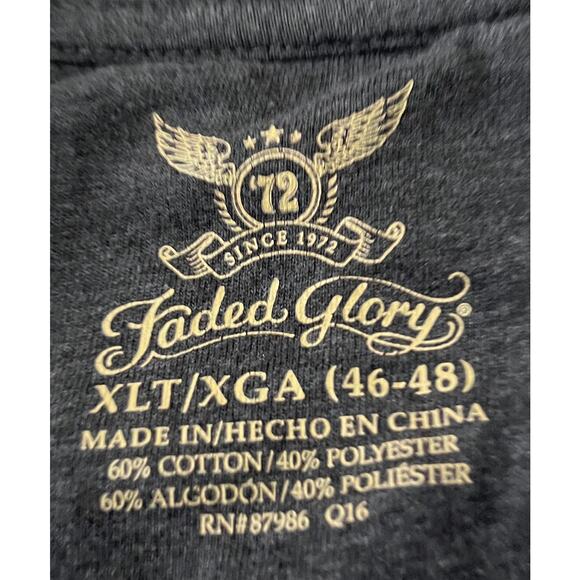 '72
SINCE 1972
Faded Glory®
XLT/XGA (46-48)
MADE IN/HECHO EN CHINA
60% COTTON/40% POLYESTER
60% ALGODÓN/40% POLIÉSTER
RN#87986 Q16